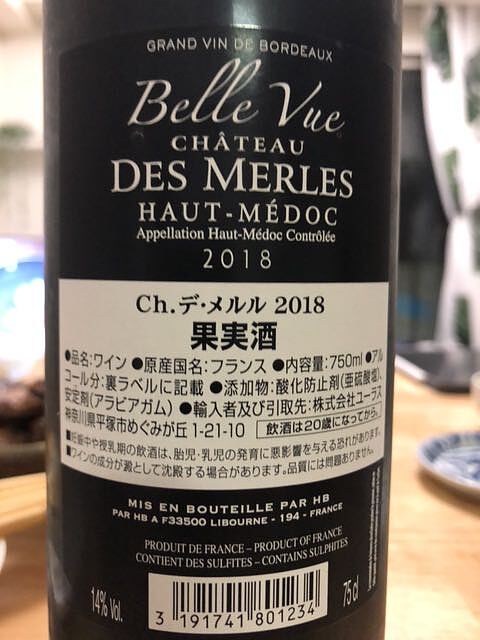 GRAND VIN DE BORDEAUX
Belle Vue
CHÂTEAU
DES MERLES
HAUT-MÉDOC
Appellation Haut-Médoc Contrôlée
2018
Ch.デ・メルル 2018
果実酒
●品名:ワイン ●原産国名:フランス ●内容量:750ml ●アル
コール分:裏ラベルに記載 ●添加物:酸化防止剤(亜硫酸塩)、
安定剤(アラビアガム) ●輸入者及び引取先:株式会社ユーラス
神奈川県平塚市めぐみが丘1-21-10 飲酒は20歳になってから。
■妊娠中や授乳期の飲酒は、胎児・乳児の発育に悪影響を与える恐れがあります。
■ワインの成分が澱として沈殿する場合があります。品質には問題ありません。
MIS EN BOUTEILLE PAR HB
PAR HB A F33500 LIBOURNE - 194 - FRANCE
PRODUIT DE FRANCE – PRODUCT OF FRANCE
CONTIENT DES SULFITES – CONTAINS SULPHITES
14% Vol.
75 cl
3 191741 801234